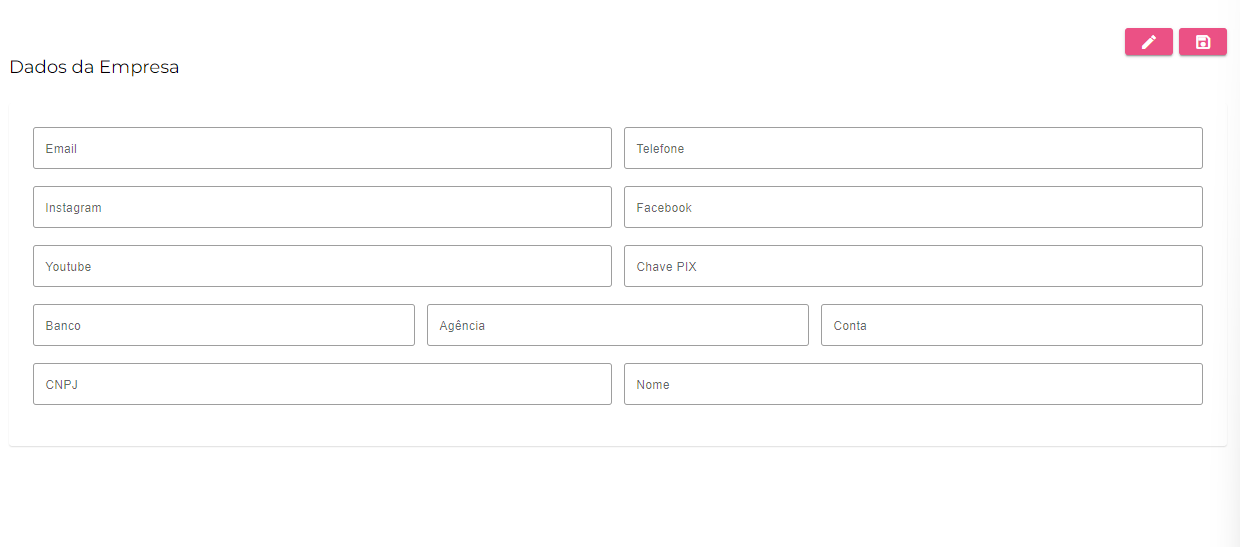 Dados da Empresa
Email Telefone
Instagram Facebook
Youtube Chave PIX
Banco Agência Conta
CNPJ Nome